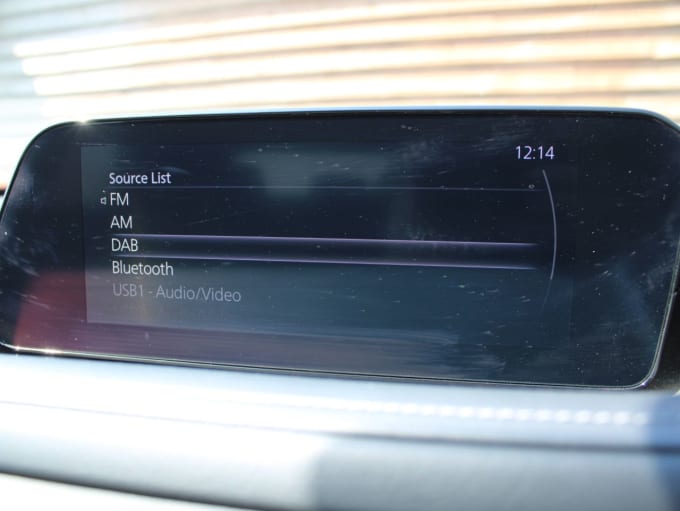 12:14
Source List
FM
AM
DAB
Bluetooth
USB1 - Audio/Video